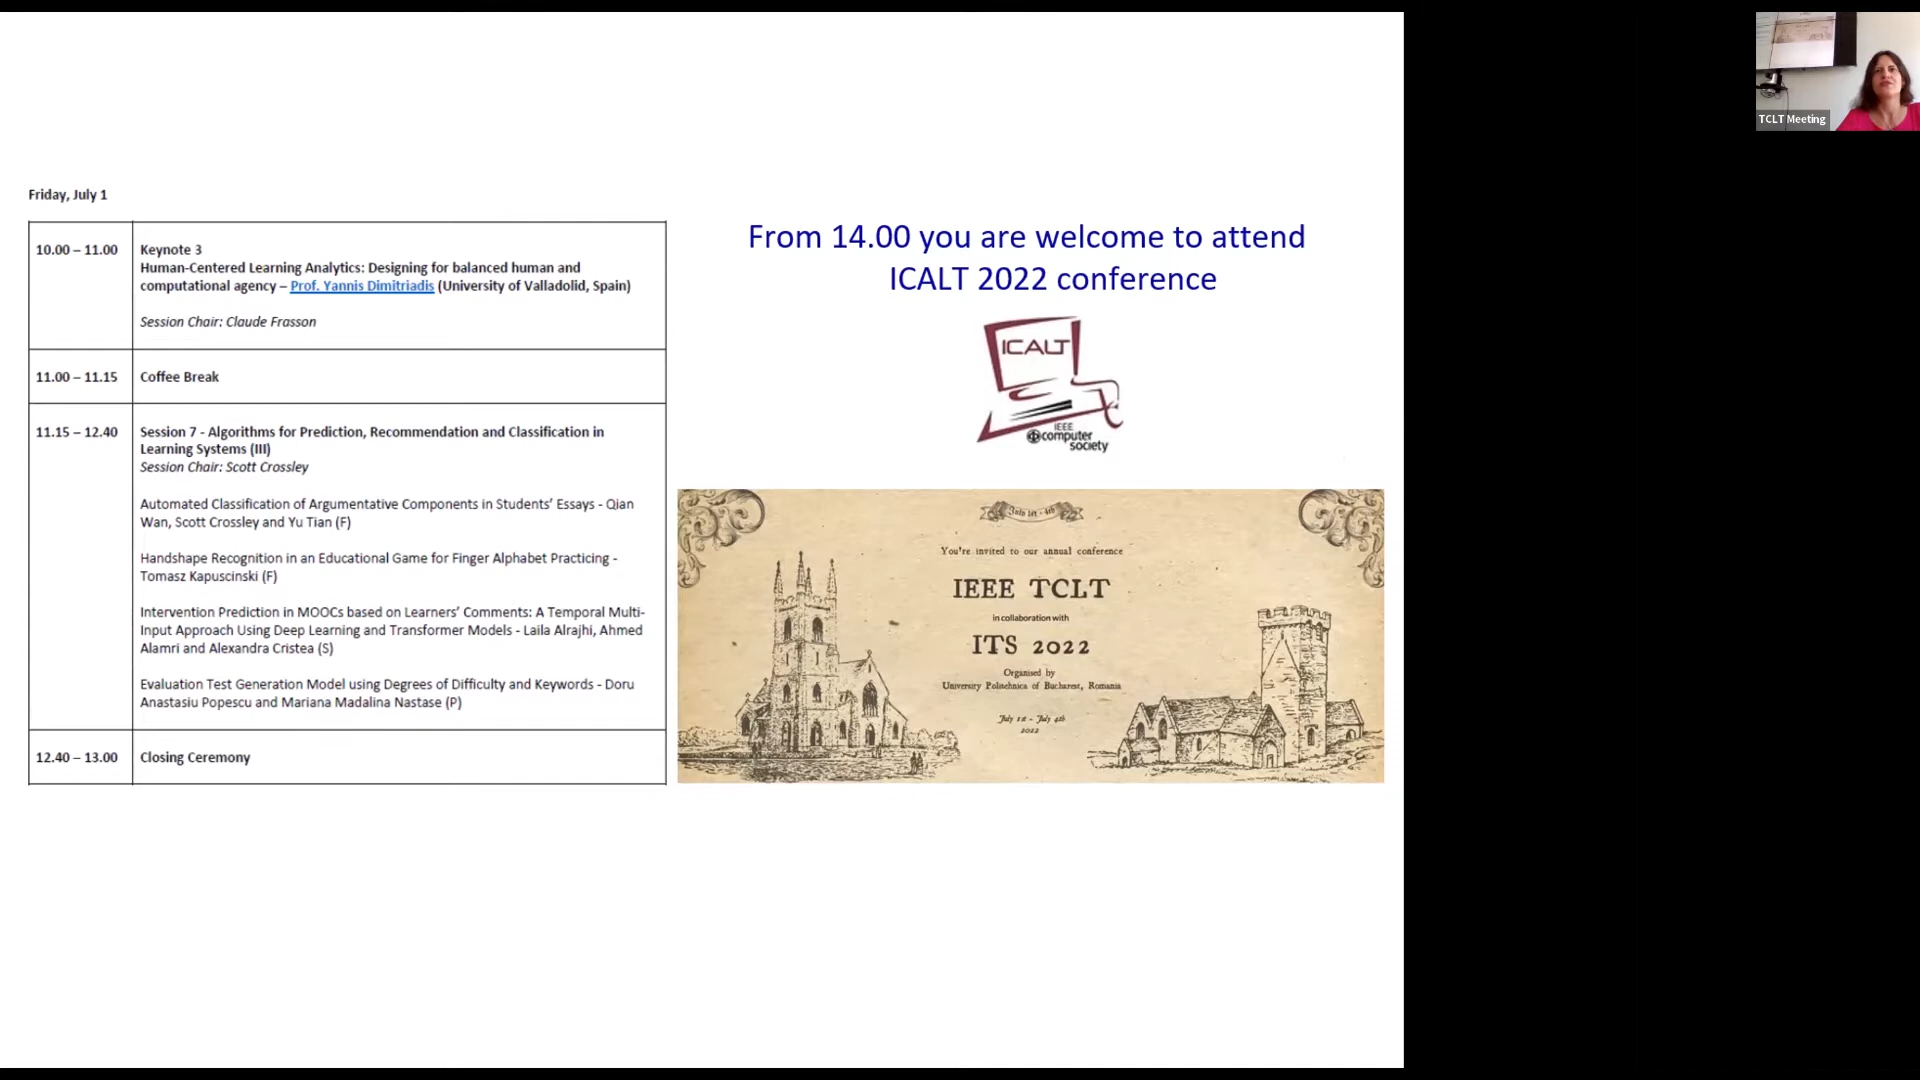 TCLT Meeting
Friday, July 1
10.00 – 11.00
Keynote 3
Human-Centered Learning Analytics: Designing for balanced human and
computational agency – Prof. Yannis Dimitriadis (University of Valladolid, Spain)
Session Chair: Claude Frasson
11.00 – 11.15
Coffee Break
11.15 – 12.40
Session 7 - Algorithms for Prediction, Recommendation and Classification in
Learning Systems (III)
Session Chair: Scott Crossley
Automated Classification of Argumentative Components in Students’ Essays - Qian
Wan, Scott Crossley and Yu Tian (F)
Handshape Recognition in an Educational Game for Finger Alphabet Practicing -
Tomasz Kapuscinski (F)
Intervention Prediction in MOOCs based on Learners’ Comments: A Temporal Multi-
Input Approach Using Deep Learning and Transformer Models - Laila Alrajhi, Ahmed
Alamri and Alexandra Cristea (S)
Evaluation Test Generation Model using Degrees of Difficulty and Keywords - Doru
Anastasiu Popescu and Mariana Madalina Nastase (P)
12.40 – 13.00
Closing Ceremony
From 14.00 you are welcome to attend
ICALT 2022 conference
ICALT
IEEE
computer
society
July 1st - 4th
You're invited to our annual conference
IEEE TCLT
in collaboration with
ITS 2022
Organised by
University Politehnica of Bucharest, Romania
July 1st - July 4th
2022